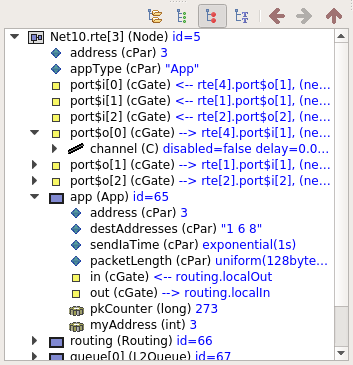 Net10.rte[3] (Node) id=5
address (cPar) 3
appType (cPar) "App"
port$i[0] (cGate) <-- rte[4].port$o[1], (ne...
port$i[1] (cGate) <-- rte[1].port$o[1], (ne...
port$i[2] (cGate) <-- rte[2].port$o[2], (ne...
port$o[0] (cGate) --> rte[4].port$i[1], (ne...
channel (C) disabled=false delay=0.0...
port$o[1] (cGate) --> rte[1].port$i[1], (ne...
port$o[2] (cGate) --> rte[2].port$i[2], (ne...
app (App) id=65
address (cPar) 3
destAddresses (cPar) "1 6 8"
sendIaTime (cPar) exponential(1s)
packetLength (cPar) uniform(128byte...
in (cGate) <-- routing.localOut
out (cGate) --> routing.localIn
pkCounter (long) 273
myAddress (int) 3
routing (Routing) id=66
queue[0] (L2Queue) id=67